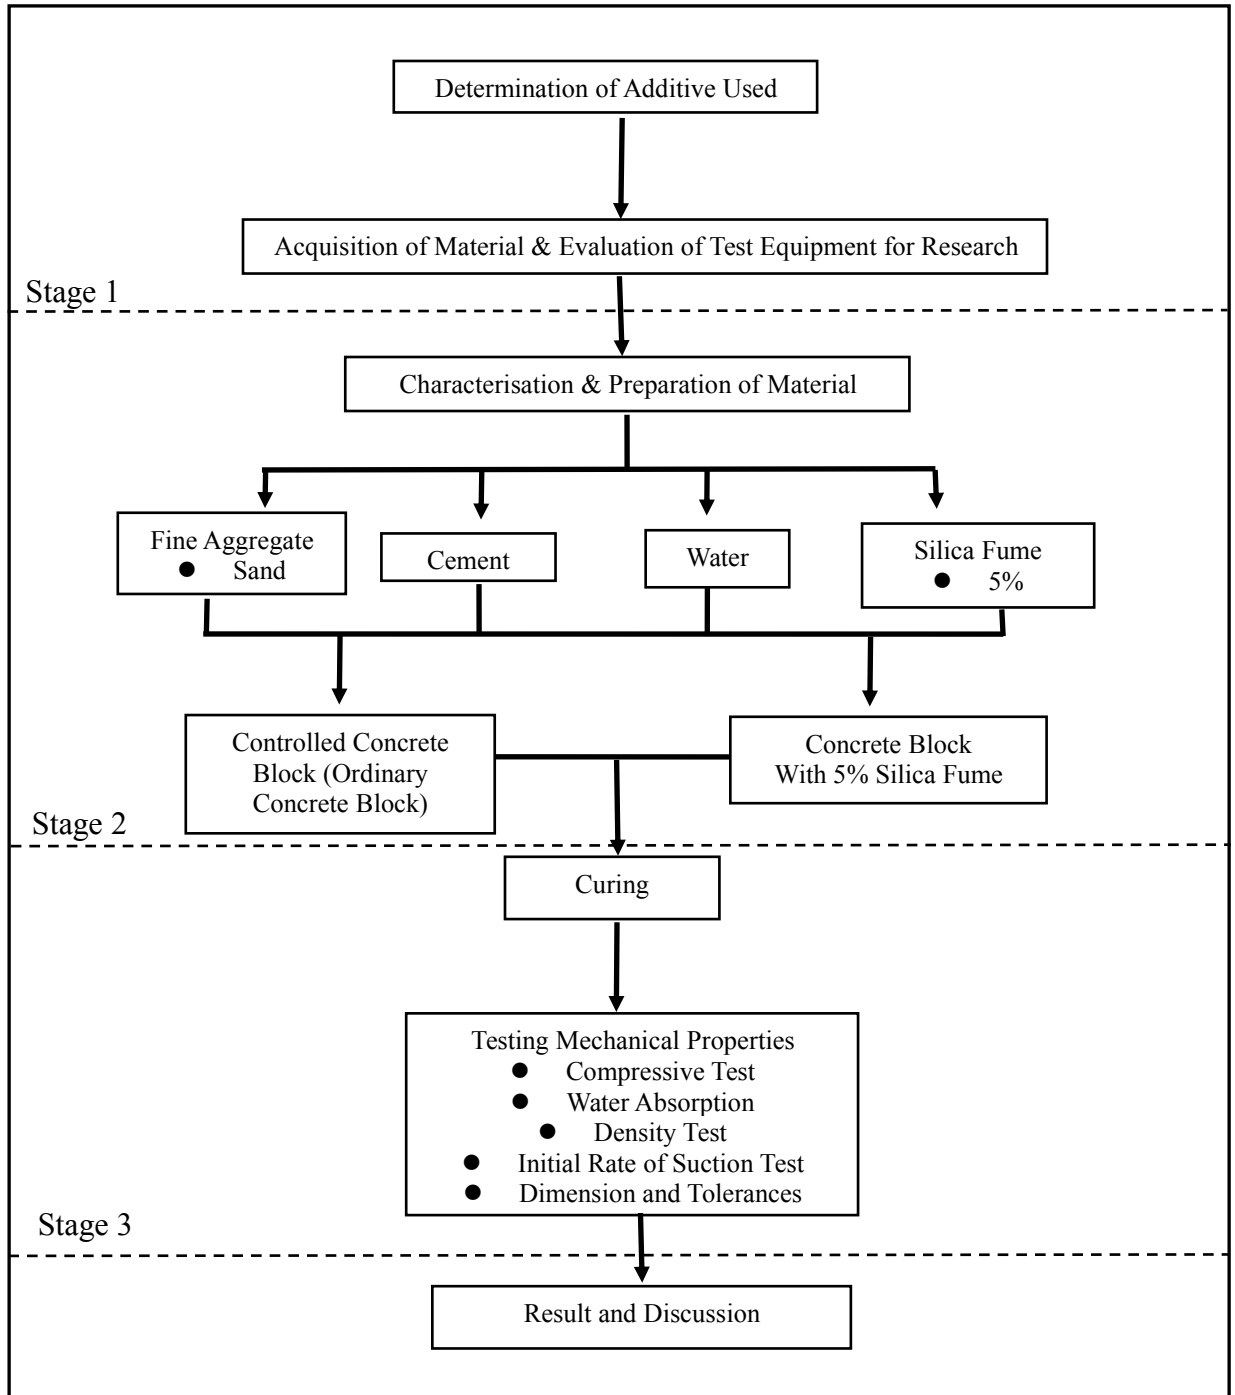 Determination of Additive Used
Acquisition of Material & Evaluation of Test Equipment for Research
Stage 1
Characterisation & Preparation of Material
Fine Aggregate
● Sand
Cement
Water
Silica Fume
● 5%
Controlled Concrete
Block (Ordinary
Concrete Block)
Concrete Block
With 5% Silica Fume
Stage 2
Curing
Testing Mechanical Properties
● Compressive Test
● Water Absorption
● Density Test
● Initial Rate of Suction Test
● Dimension and Tolerances
Stage 3
Result and Discussion